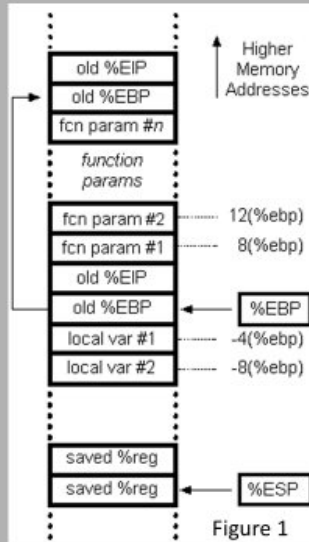 old %EIP
old %EBP
fcn param #n
Higher
Memory
Addresses
function
params
fcn param #2
12(%ebp)
fcn param #1
8(%ebp)
old %EIP
old %EBP
%EBP
local var #1
-4(%ebp)
local var #2
-8(%ebp)
saved %reg
saved %reg
%ESP
Figure 1